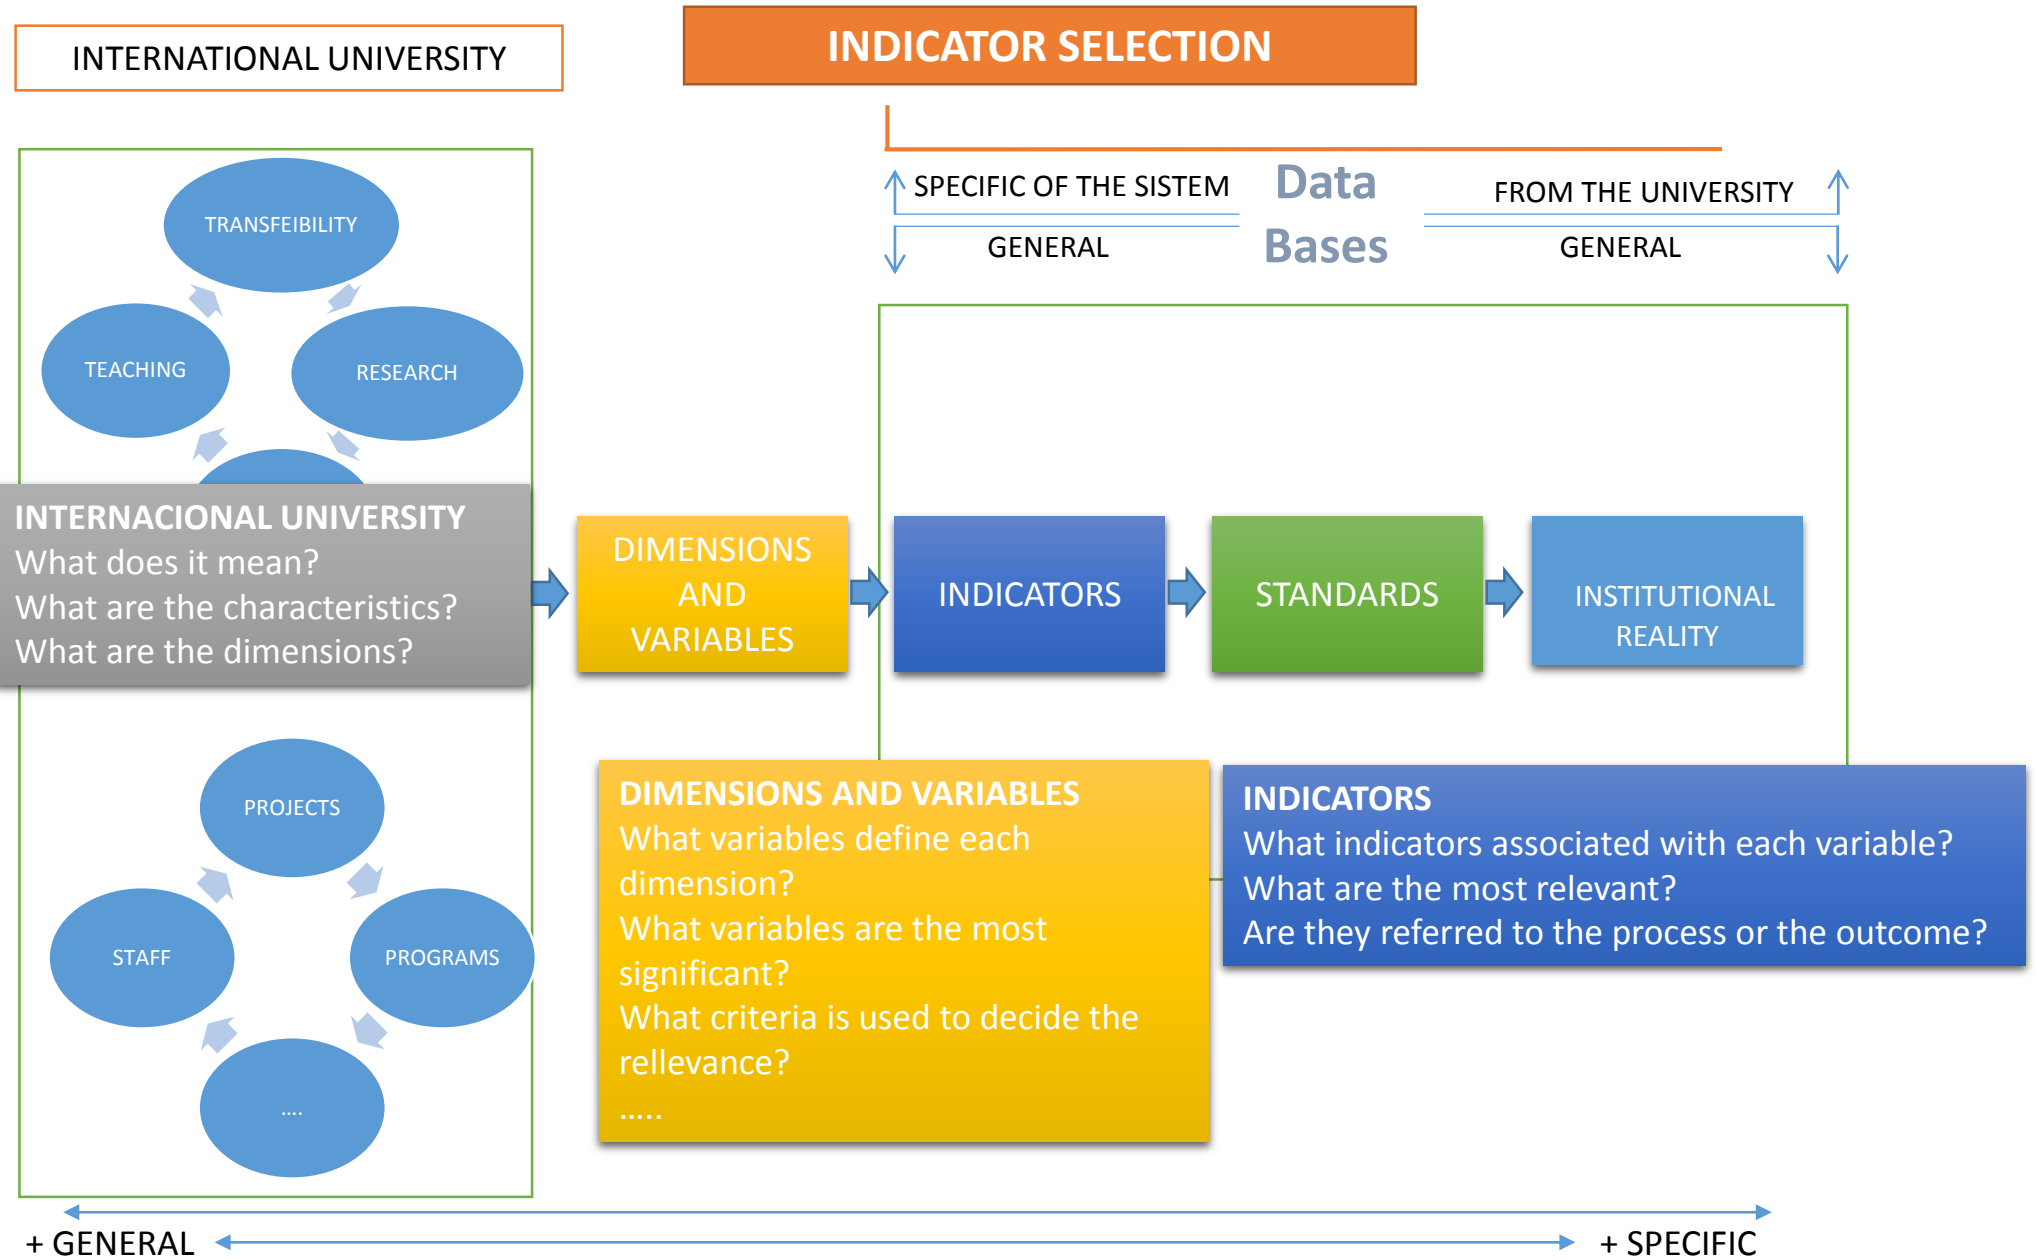 INTERNATIONAL UNIVERSITY
INDICATOR SELECTION
SPECIFIC OF THE SISTEM
GENERAL
Data
Bases
FROM THE UNIVERSITY
GENERAL
TRANSFEIBILITY
TEACHING
RESEARCH
INTERNACIONAL UNIVERSITY
What does it mean?
What are the characteristics?
What are the dimensions?
DIMENSIONS
AND
VARIABLES
INDICATORS
STANDARDS
INSTITUTIONAL
REALITY
PROJECTS
STAFF
PROGRAMS
....
DIMENSIONS AND VARIABLES
What variables define each
dimension?
What variables are the most
significant?
What criteria is used to decide the
rellevance?
.....
INDICATORS
What indicators associated with each variable?
What are the most relevant?
Are they referred to the process or the outcome?
+ GENERAL
+ SPECIFIC